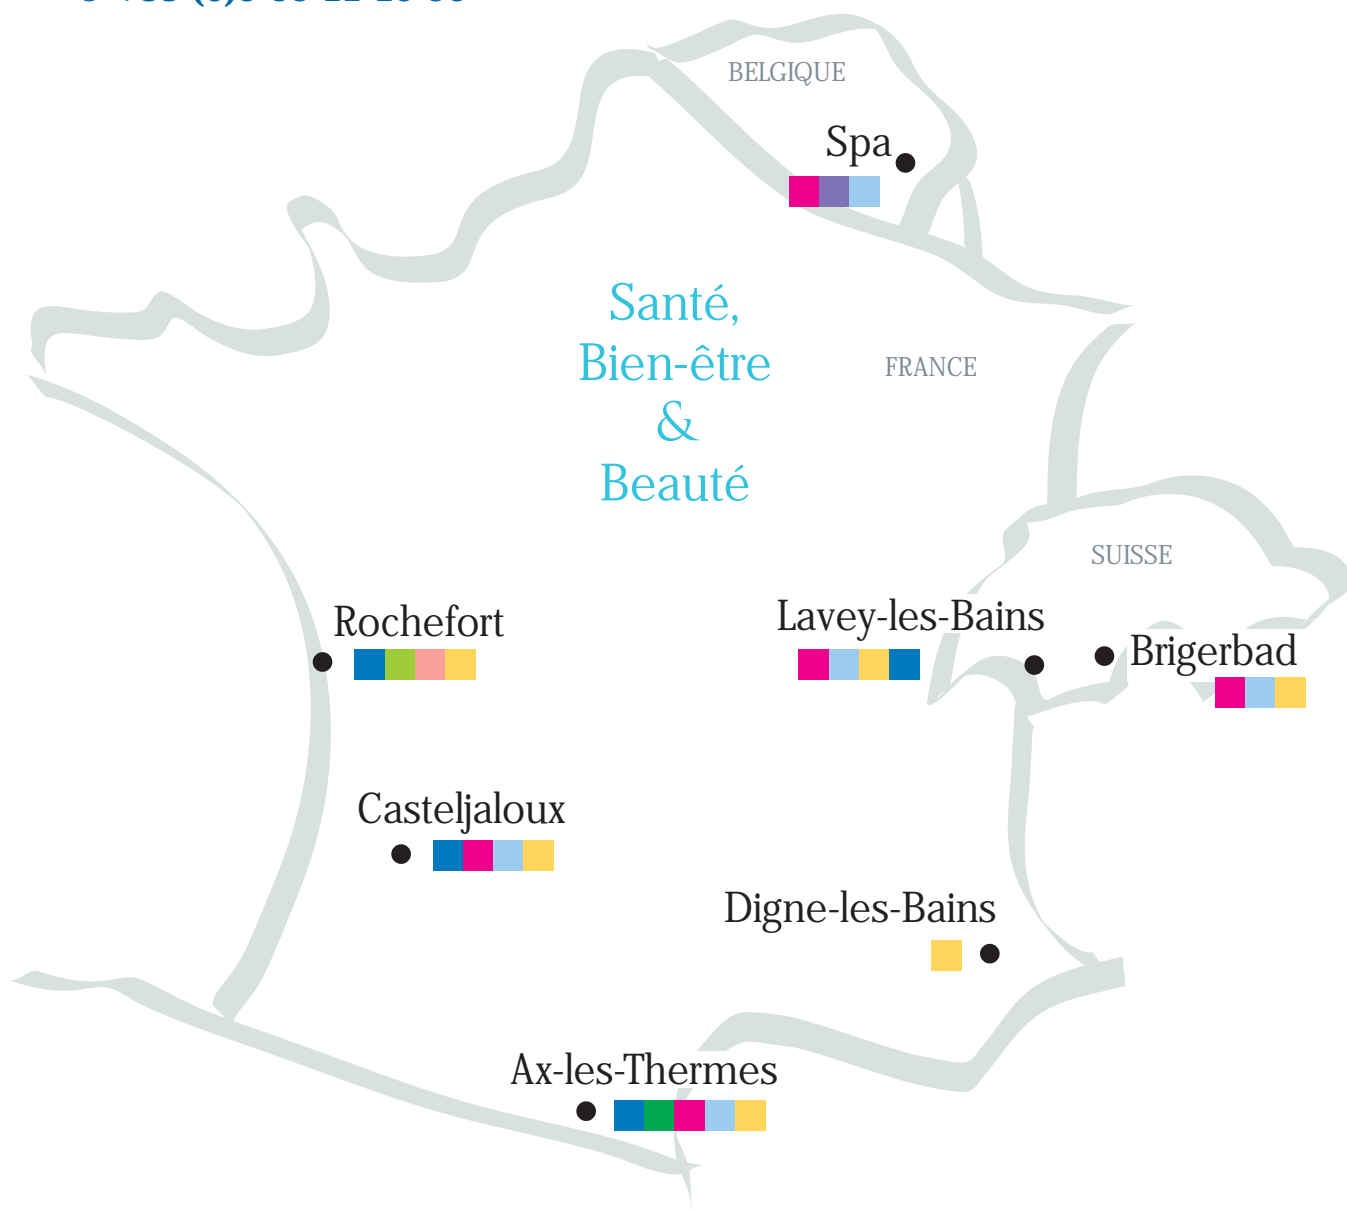 BELGIQUE
Spa
Santé,
Bien-être
&
Beauté
FRANCE
SUISSE
Rochefort
Lavey-les-Bains
Brigerbad
Casteljaloux
Digne-les-Bains
Ax-les-Thermes